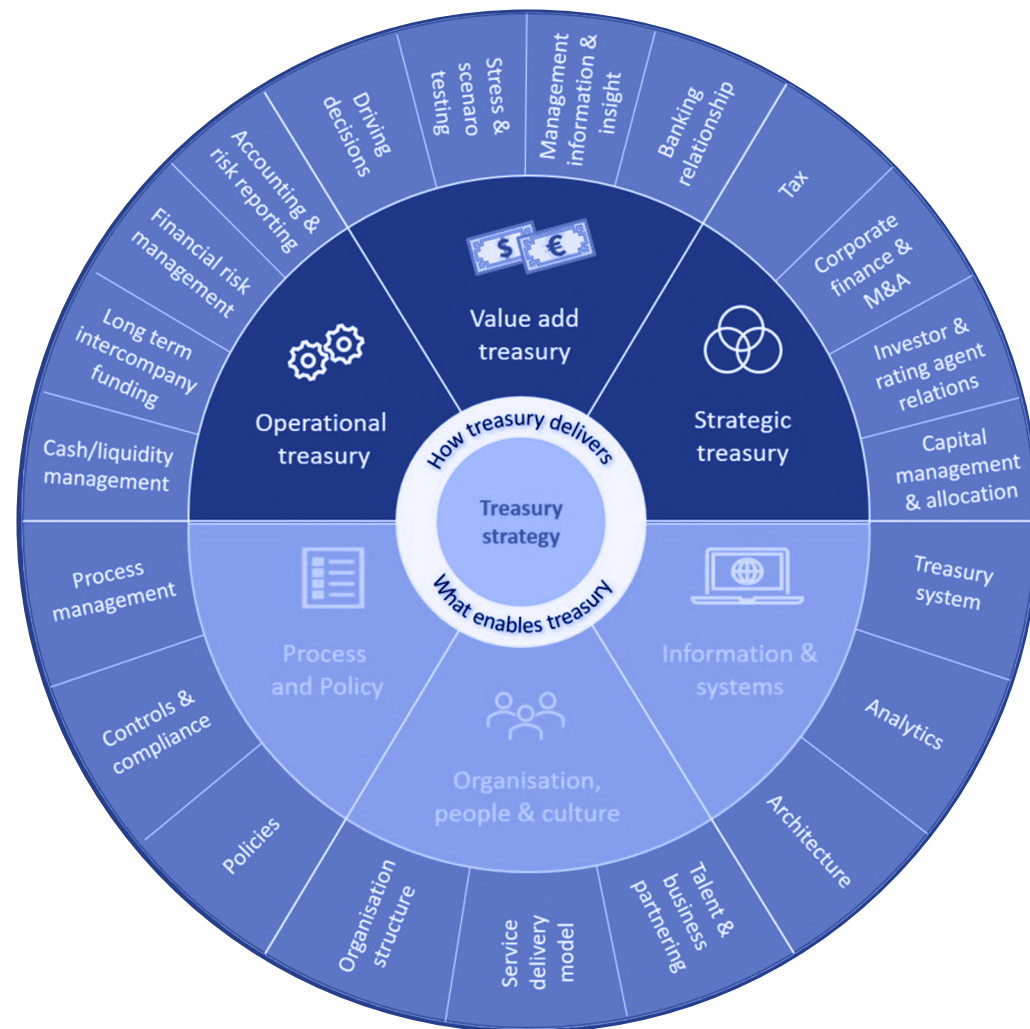 Driving
decisions
Stress &
scenaro
testing
Management
information &
insight
Banking
relationship
Tax
Corporate
finance &
M&A
Investor &
rating agent
relations
Capital
management
& allocation
Treasury
system
Analytics
Architecture
Talent &
business
partnering
Service
delivery
model
Organisation
structure
Policies
Controls &
compliance
Process
management
Cash/liquidity
management
Long term
intercompany
funding
Financial risk
management
Accounting &
risk reporting
$ €
Value add
treasury
Operational
treasury
Strategic
treasury
How treasury delivers
Treasury
strategy
What enables treasury
Process
and Policy
Information &
systems
Organisation,
people & culture